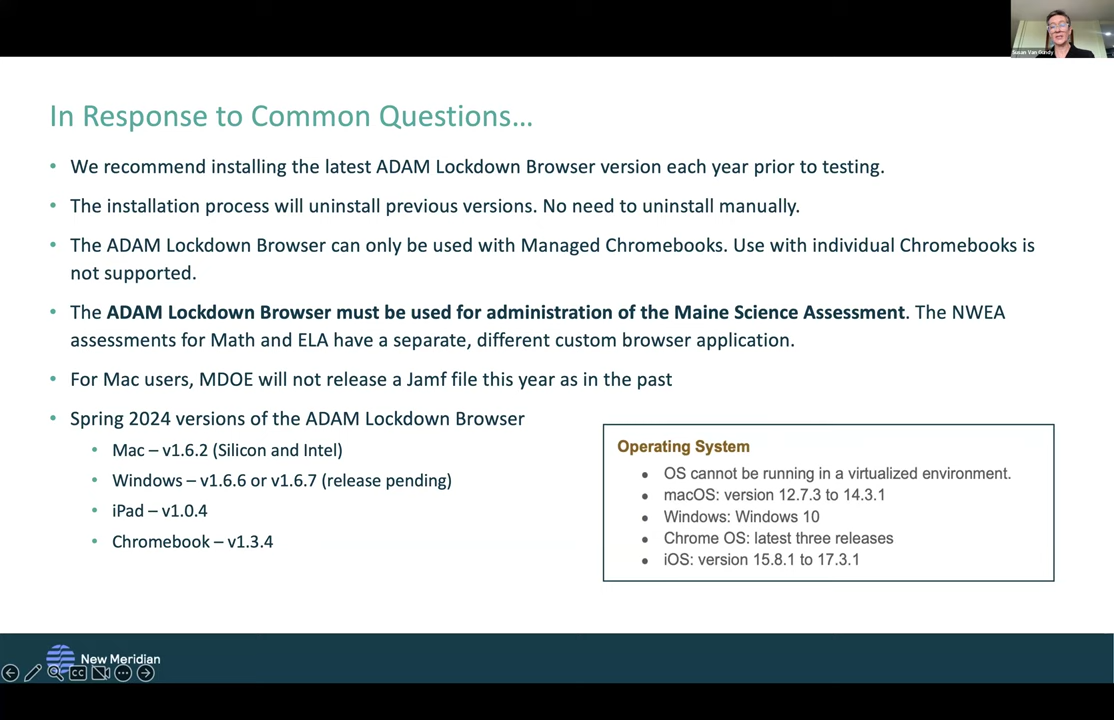 Susan Van Gundy
In Response to Common Questions…
• We recommend installing the latest ADAM Lockdown Browser version each year prior to testing.
• The installation process will uninstall previous versions. No need to uninstall manually.
• The ADAM Lockdown Browser can only be used with Managed Chromebooks. Use with individual Chromebooks is
not supported.
• The ADAM Lockdown Browser must be used for administration of the Maine Science Assessment. The NWEA
assessments for Math and ELA have a separate, different custom browser application.
• For Mac users, MDOE will not release a Jamf file this year as in the past
• Spring 2024 versions of the ADAM Lockdown Browser
• Mac – v1.6.2 (Silicon and Intel)
• Windows – v1.6.6 or v1.6.7 (release pending)
• iPad – v1.0.4
• Chromebook – v1.3.4
Operating System
• OS cannot be running in a virtualized environment.
• macOS: version 12.7.3 to 14.3.1
• Windows: Windows 10
• Chrome OS: latest three releases
• iOS: version 15.8.1 to 17.3.1
New Meridian
CC